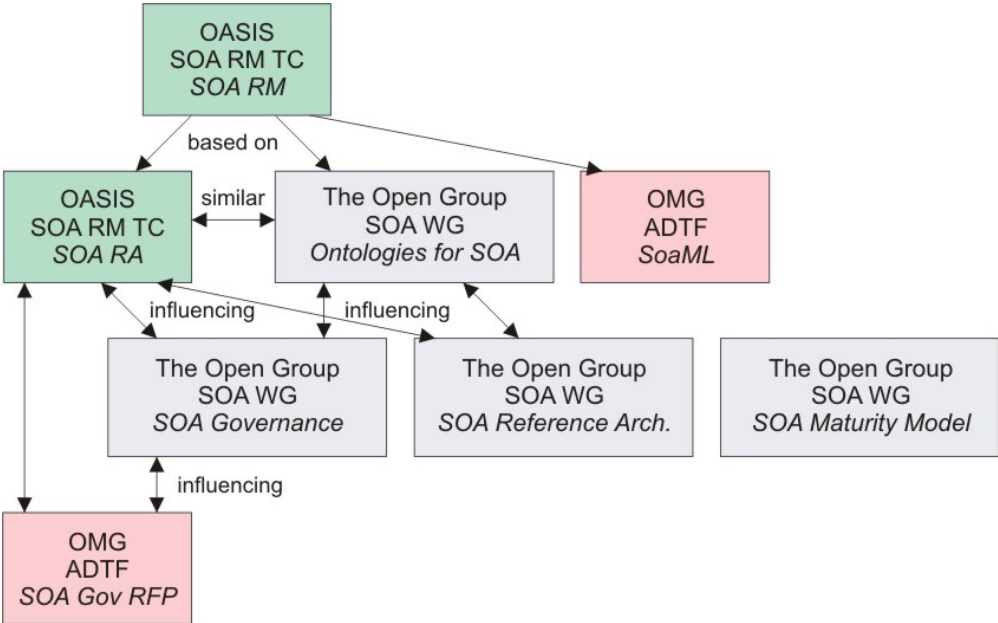 OASIS
SOA RM TC
SOA RM
based on
OASIS
SOA RM TC
SOA RA
similar
The Open Group
SOA WG
Ontologies for SOA
OMG
ADTF
SoaML
influencing
influencing
The Open Group
SOA WG
SOA Governance
The Open Group
SOA WG
SOA Reference Arch.
The Open Group
SOA WG
SOA Maturity Model
influencing
OMG
ADTF
SOA Gov RFP